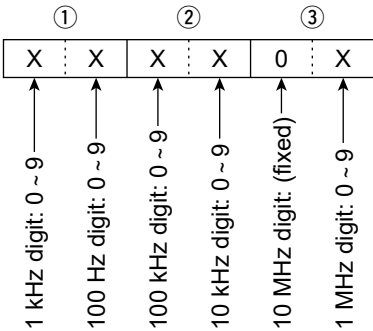 ① ② ③
X X X X 0 X
1 kHz digit: 0 ~ 9
100 Hz digit: 0 ~ 9
100 kHz digit: 0 ~ 9
10 kHz digit: 0 ~ 9
10 MHz digit: (fixed)
1 MHz digit: 0 ~ 9